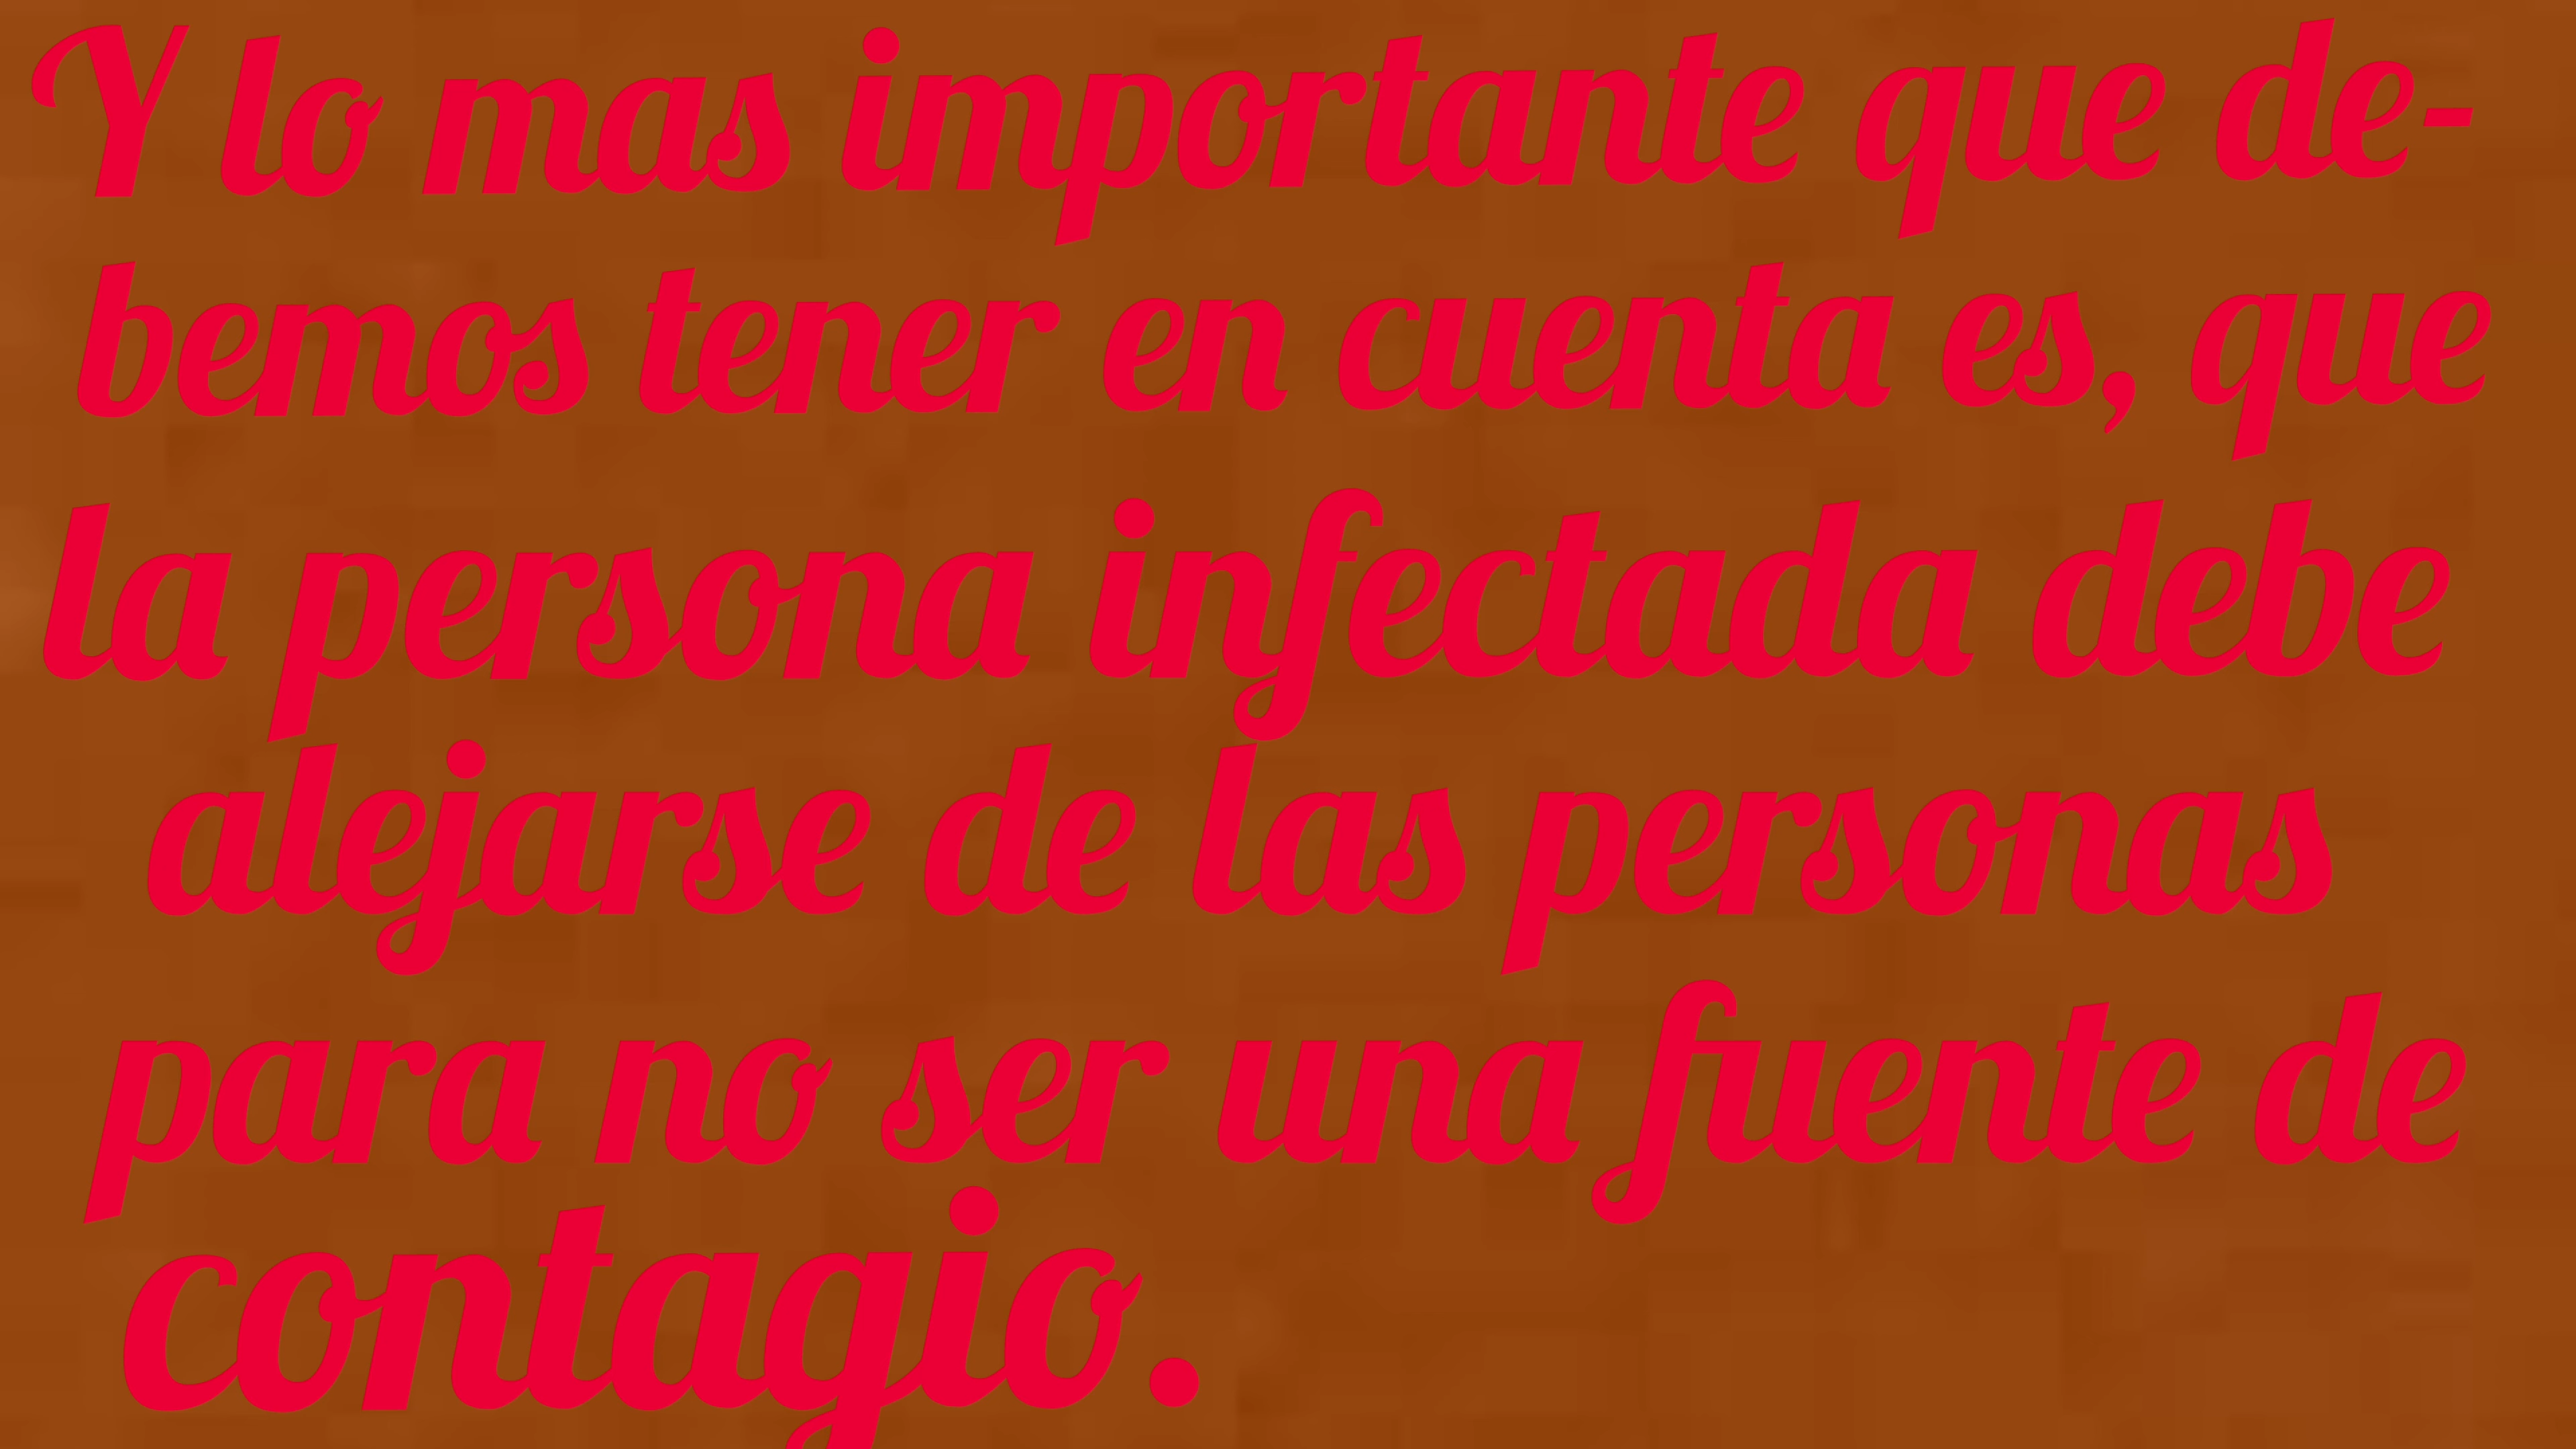 Y lo mas importante que de-
bemos tener en cuenta es, que
la persona infectada debe
alejarse de las personas
para no ser una fuente de
contagio.